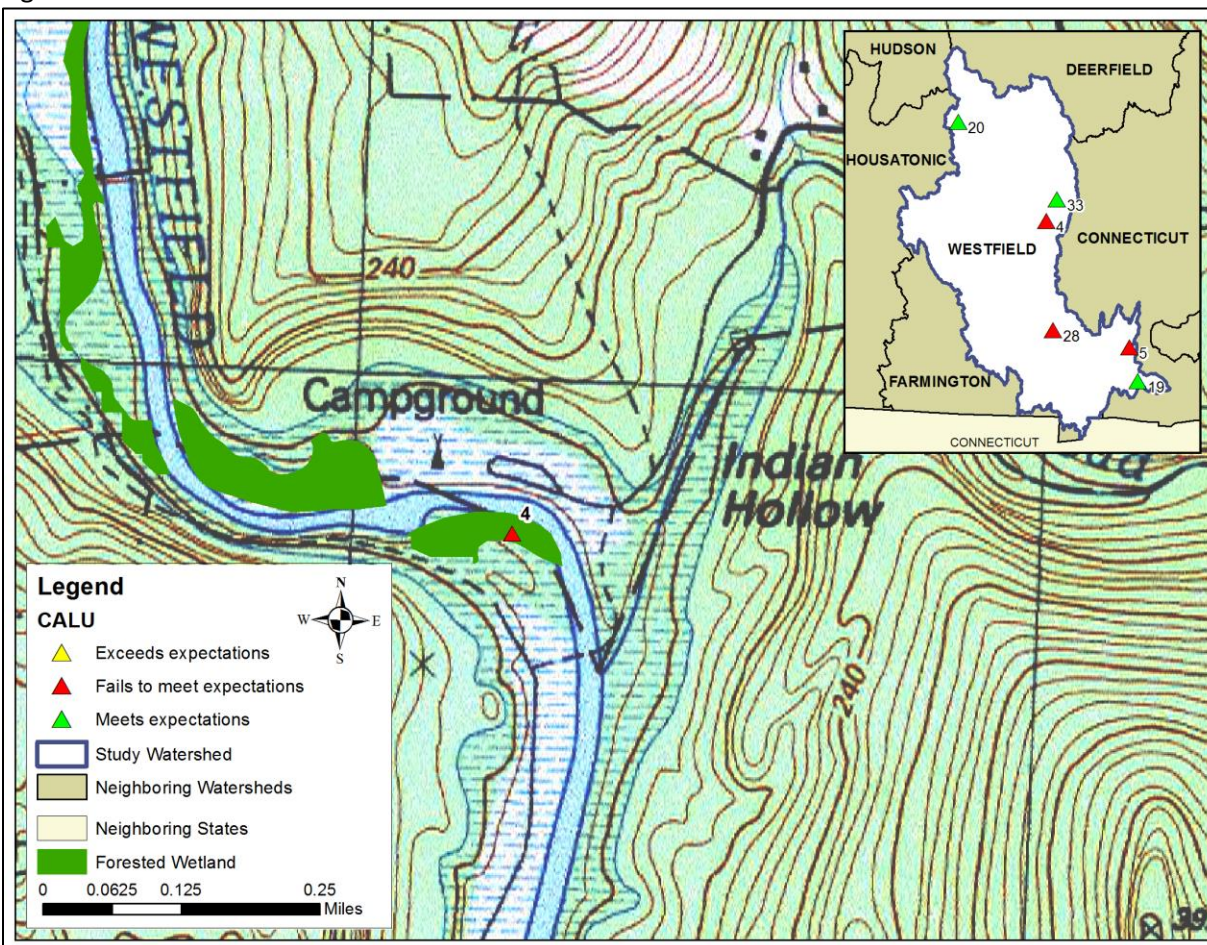 WESTFIELD
240
Campground
Indian
Hollow
4
240
HUDSON
DEERFIELD
20
HOUSATONIC
33
4
CONNECTICUT
WESTFIELD
28
5
FARMINGTON
19
CONNECTICUT
Legend
CALU
N
W E
S
Exceeds expectations
Fails to meet expectations
Meets expectations
Study Watershed
Neighboring Watersheds
Neighboring States
Forested Wetland
0 0.0625 0.125 0.25
Miles